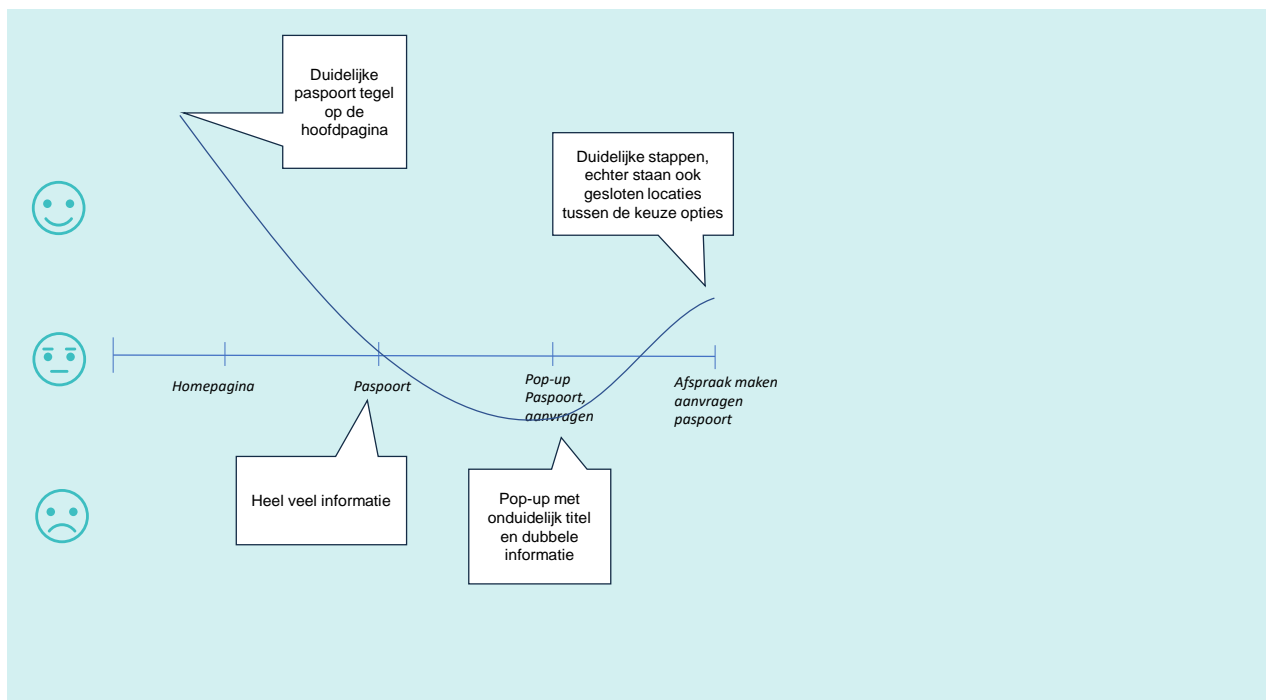 Duidelijke
paspoort tegel
op de
hoofdpagina
Duidelijke stappen,
echter staan ook
gesloten locaties
tussen de keuze opties
Homepagina
Paspoort
Pop-up
Paspoort,
aanvragen
Afspraak maken
aanvragen
paspoort
Heel veel informatie
Pop-up met
onduidelijk titel
en dubbele
informatie